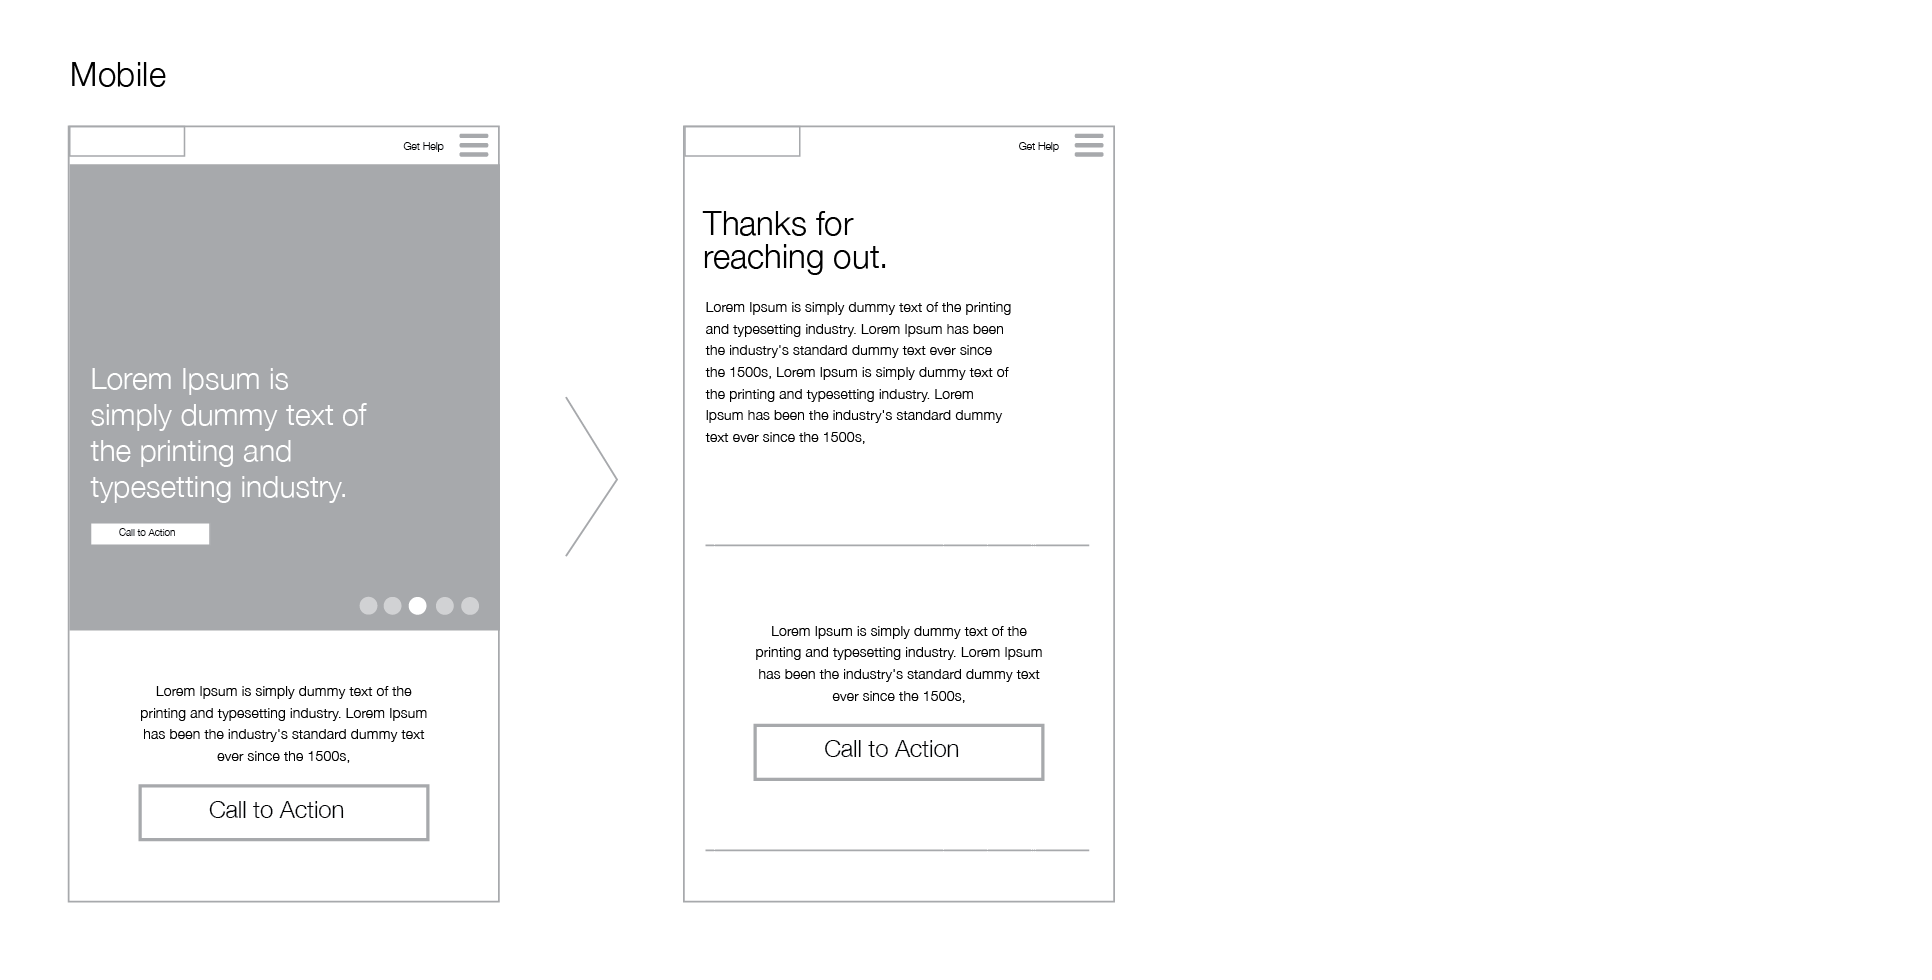 Mobile
Get Help
Lorem Ipsum is
simply dummy text of
the printing and
typesetting industry.
Call to Action
Lorem Ipsum is simply dummy text of the
printing and typesetting industry. Lorem Ipsum
has been the industry's standard dummy text
ever since the 1500s,
Call to Action
Get Help
Thanks for
reaching out.
Lorem Ipsum is simply dummy text of the printing
and typesetting industry. Lorem Ipsum has been
the industry's standard dummy text ever since
the 1500s, Lorem Ipsum is simply dummy text of
the printing and typesetting industry. Lorem
Ipsum has been the industry's standard dummy
text ever since the 1500s,
Lorem Ipsum is simply dummy text of the
printing and typesetting industry. Lorem Ipsum
has been the industry's standard dummy text
ever since the 1500s,
Call to Action